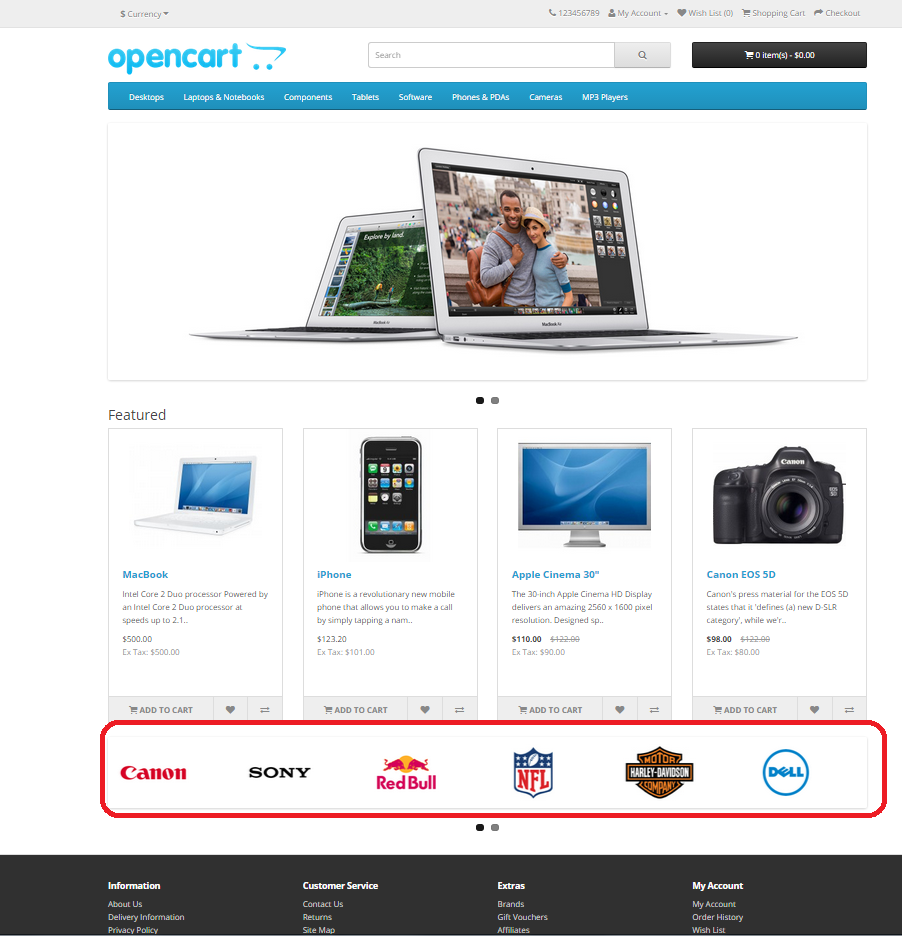 $ Currency
123456789 My Account Wish List (0) Shopping Cart Checkout
opencart
Search
0 item(s) - $0.00
Desktops Laptops & Notebooks Components Tablets Software Phones & PDAs Cameras MP3 Players
Explore by land.
MacBook Air
MacBook Air
Featured
Canon
EOS
5D
MacBook
Intel Core 2 Duo processor Powered by
an Intel Core 2 Duo processor at
speeds up to 2.1..
$500.00
Ex Tax: $500.00
ADD TO CART
iPhone
iPhone is a revolutionary new mobile
phone that allows you to make a call
by simply tapping a nam..
$123.20
Ex Tax: $101.00
ADD TO CART
Apple Cinema 30"
The 30-inch Apple Cinema HD Display
delivers an amazing 2560 x 1600 pixel
resolution. Designed sp..
$110.00 $122.00
Ex Tax: $90.00
ADD TO CART
Canon EOS 5D
Canon's press material for the EOS 5D
states that it 'defines (a) new D-SLR
category', while we'r..
$98.00 $122.00
Ex Tax: $80.00
ADD TO CART
Canon
SONY
Red Bull
NFL
MOTOR
HARLEY-DAVIDSON
COMPANY
DELL
Information
About Us
Delivery Information
Privacy Policy
Customer Service
Contact Us
Returns
Site Map
Extras
Brands
Gift Vouchers
Affiliates
My Account
My Account
Order History
Wish List